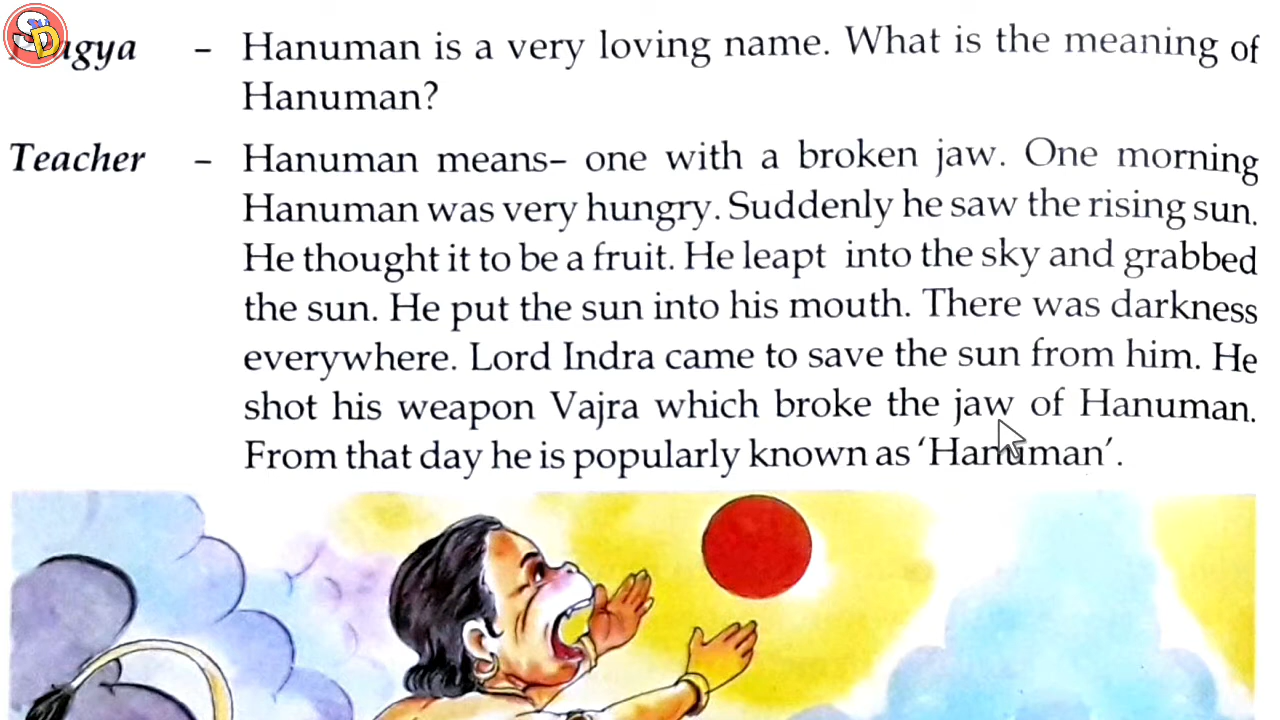 SD
– Hanuman is a very loving name. What is the meaning of
Hanuman?
Teacher – Hanuman means– one with a broken jaw. One morning
Hanuman was very hungry. Suddenly he saw the rising sun.
He thought it to be a fruit. He leapt into the sky and grabbed
the sun. He put the sun into his mouth. There was darkness
everywhere. Lord Indra came to save the sun from him. He
shot his weapon Vajra which broke the jaw of Hanuman.
From that day he is popularly known as ‘Hanuman’.